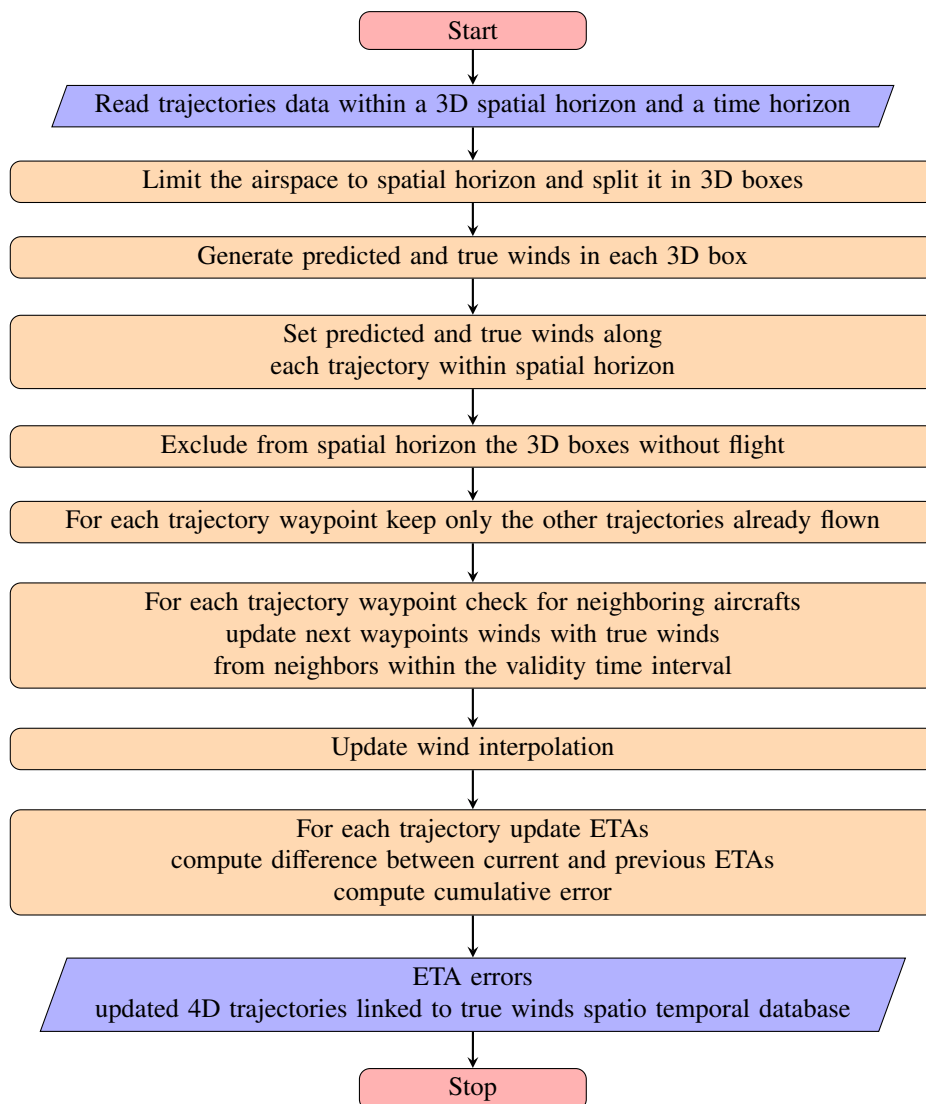 Start
Read trajectories data within a 3D spatial horizon and a time horizon
Limit the airspace to spatial horizon and split it in 3D boxes
Generate predicted and true winds in each 3D box
Set predicted and true winds along
each trajectory within spatial horizon
Exclude from spatial horizon the 3D boxes without flight
For each trajectory waypoint keep only the other trajectories already flown
For each trajectory waypoint check for neighboring aircrafts
update next waypoints winds with true winds
from neighbors within the validity time interval
Update wind interpolation
For each trajectory update ETAs
compute difference between current and previous ETAs
compute cumulative error
ETA errors
updated 4D trajectories linked to true winds spatio temporal database
Stop